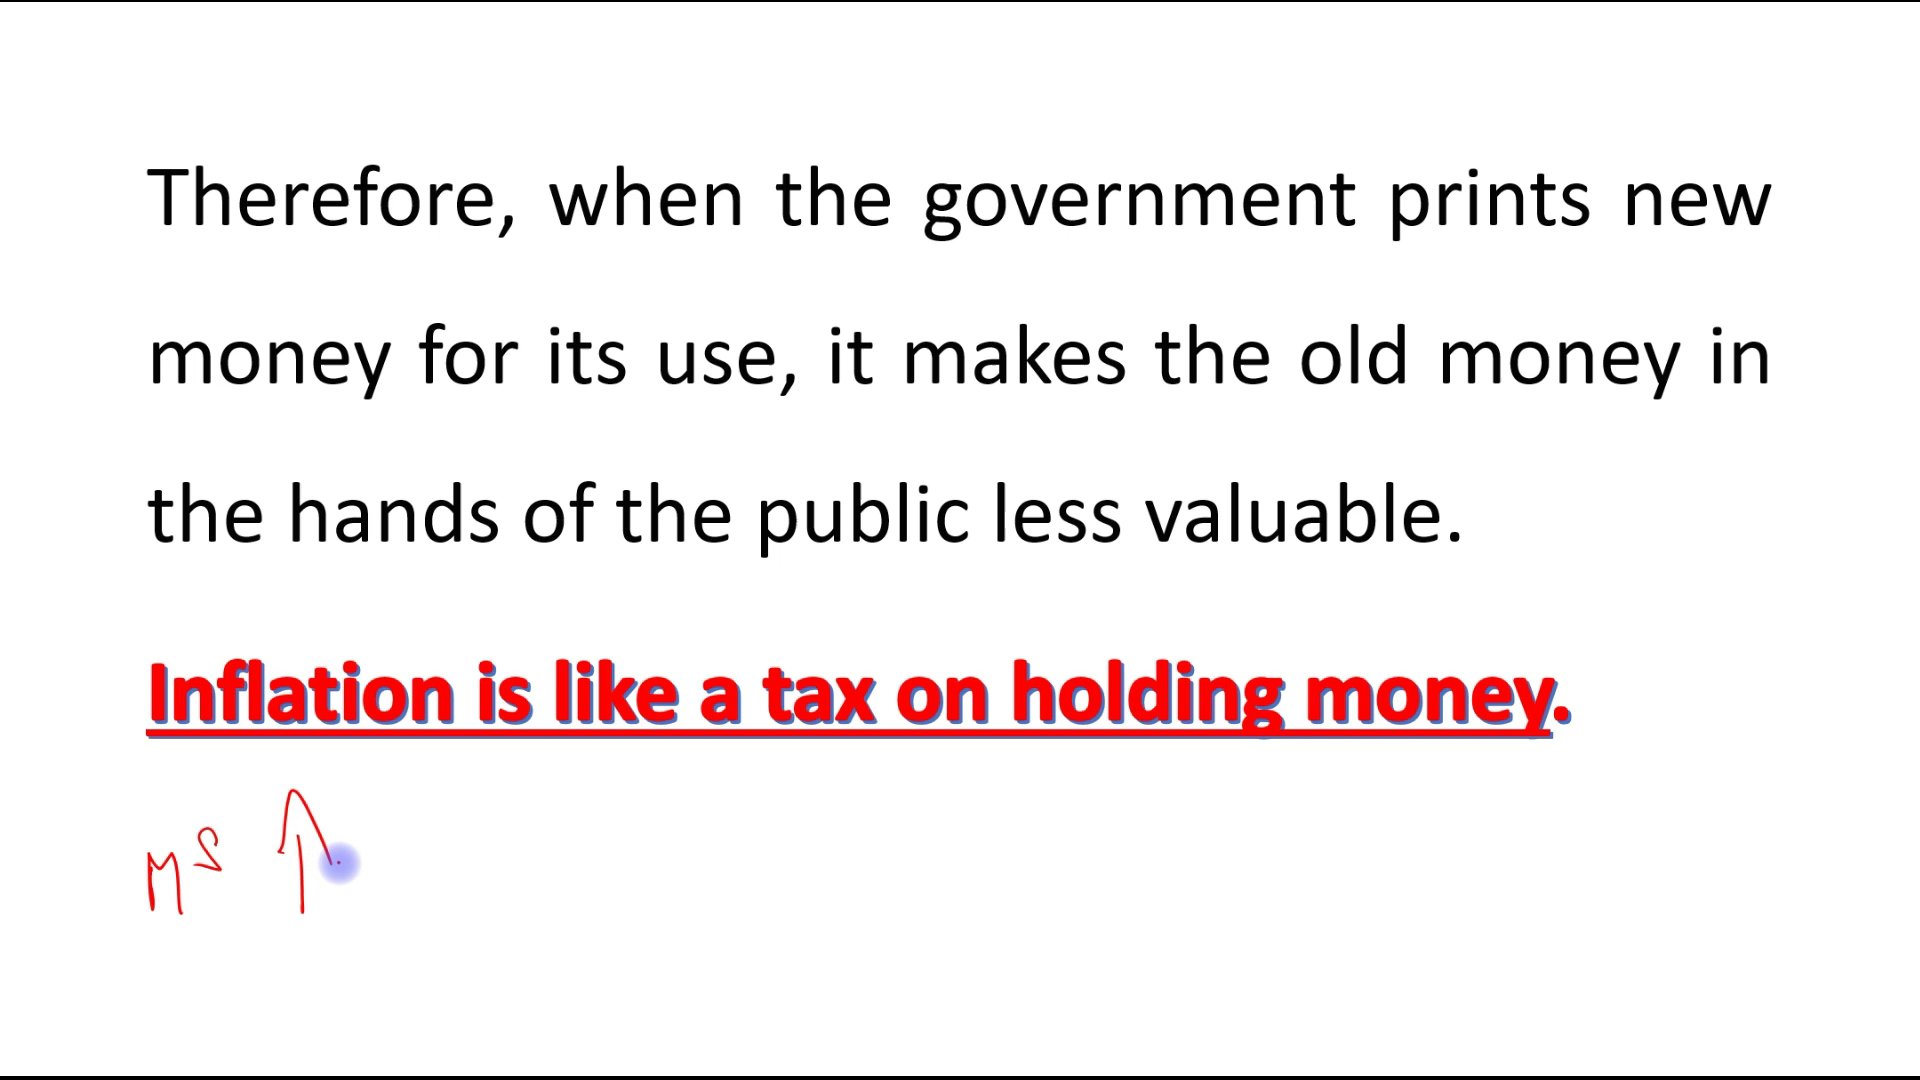 Therefore, when the government prints new
money for its use, it makes the old money in
the hands of the public less valuable.
Inflation is like a tax on holding money.
M^S ↑